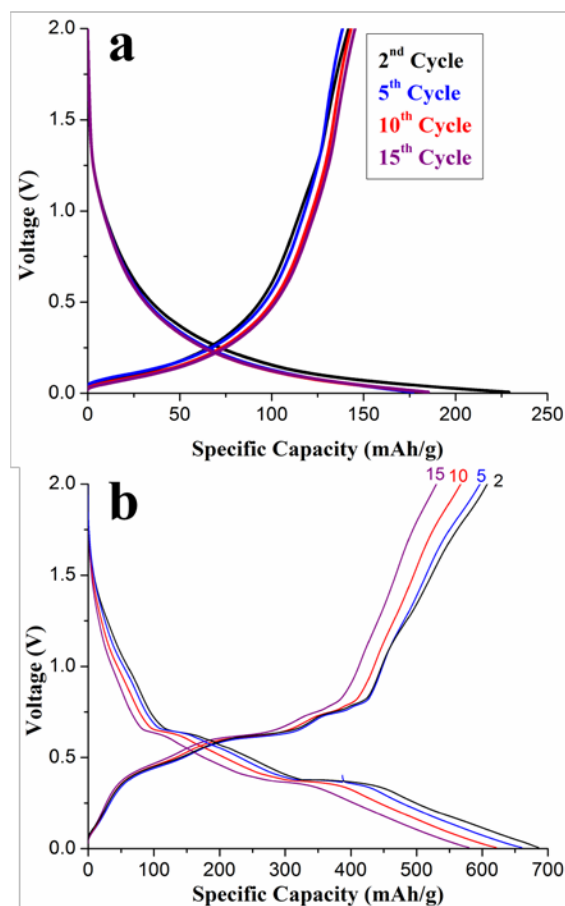 a
2nd Cycle
5th Cycle
10th Cycle
15th Cycle
Voltage (V)
2.0
1.5
1.0
0.5
0.0
0 50 100 150 200 250
Specific Capacity (mAh/g)
b
15 10 5 2
Voltage (V)
2.0
1.5
1.0
0.5
0.0
0 100 200 300 400 500 600 700
Specific Capacity (mAh/g)